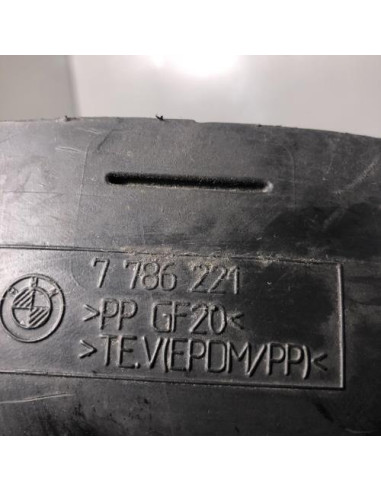 7 786 221
>PP GF20<
>TE.V(EPDM/PP)<